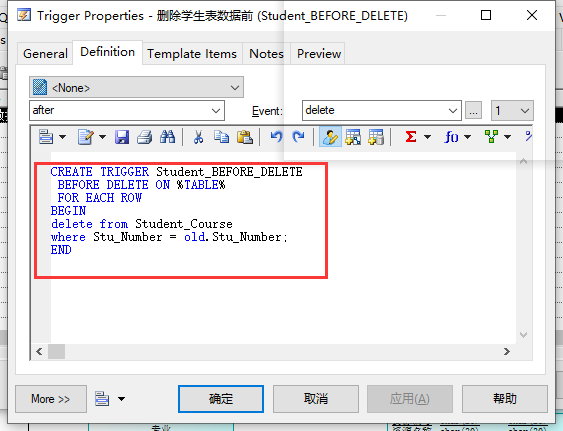 Trigger Properties - 删除学生表数据前 (Student_BEFORE_DELETE)
General Definition Template Items Notes Preview
<None>
after Event: delete ... 1
CREATE TRIGGER Student_BEFORE_DELETE
BEFORE DELETE ON %TABLE%
FOR EACH ROW
BEGIN
delete from Student_Course
where Stu_Number = old.Stu_Number;
END
More >> 确定 取消 应用(A) 帮助
专业